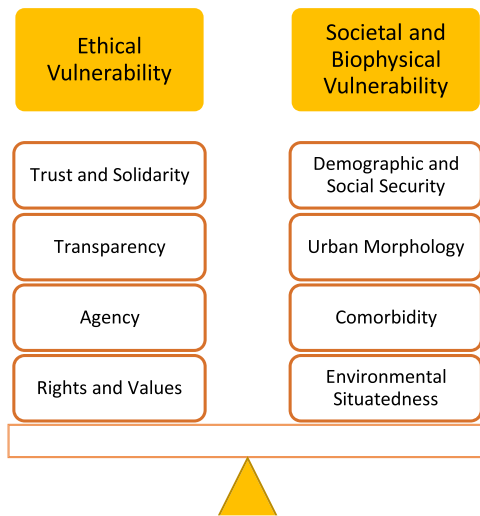 Ethical
Vulnerability
Societal and
Biophysical
Vulnerability
Trust and Solidarity
Demographic and
Social Security
Transparency
Urban Morphology
Agency
Comorbidity
Rights and Values
Environmental
Situatedness